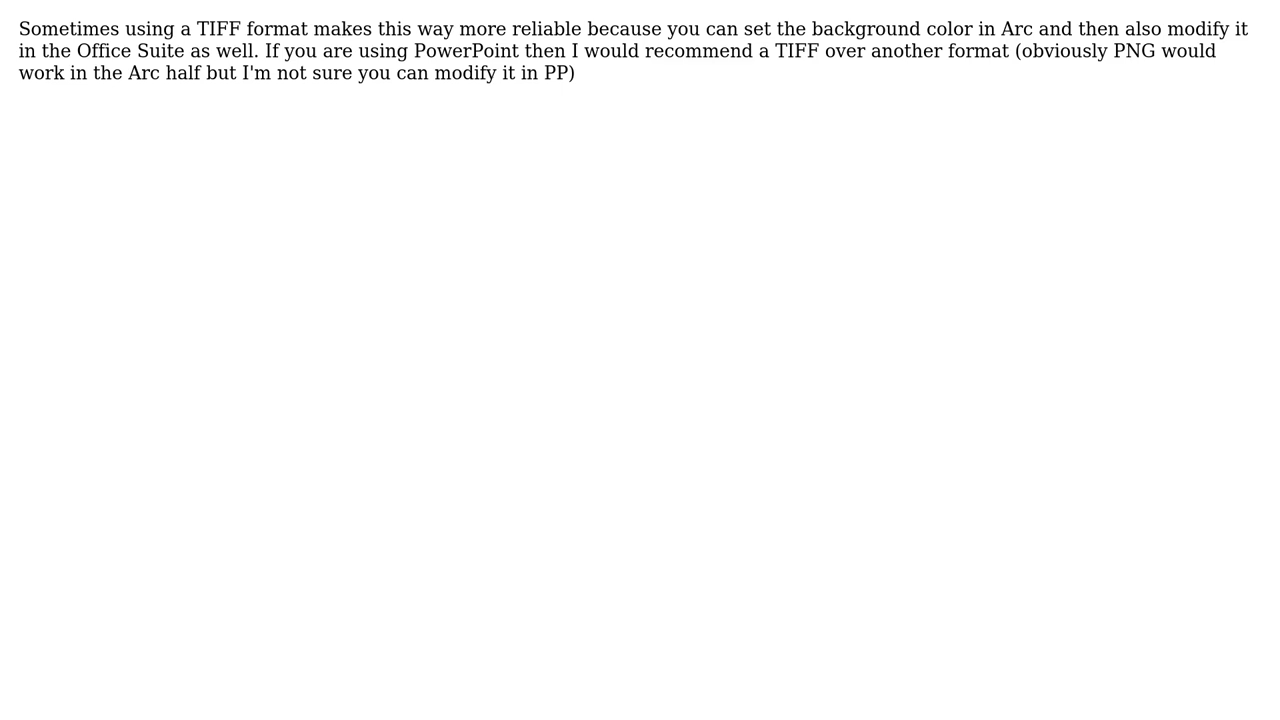 Sometimes using a TIFF format makes this way more reliable because you can set the background color in Arc and then also modify it
in the Office Suite as well. If you are using PowerPoint then I would recommend a TIFF over another format (obviously PNG would
work in the Arc half but I'm not sure you can modify it in PP)